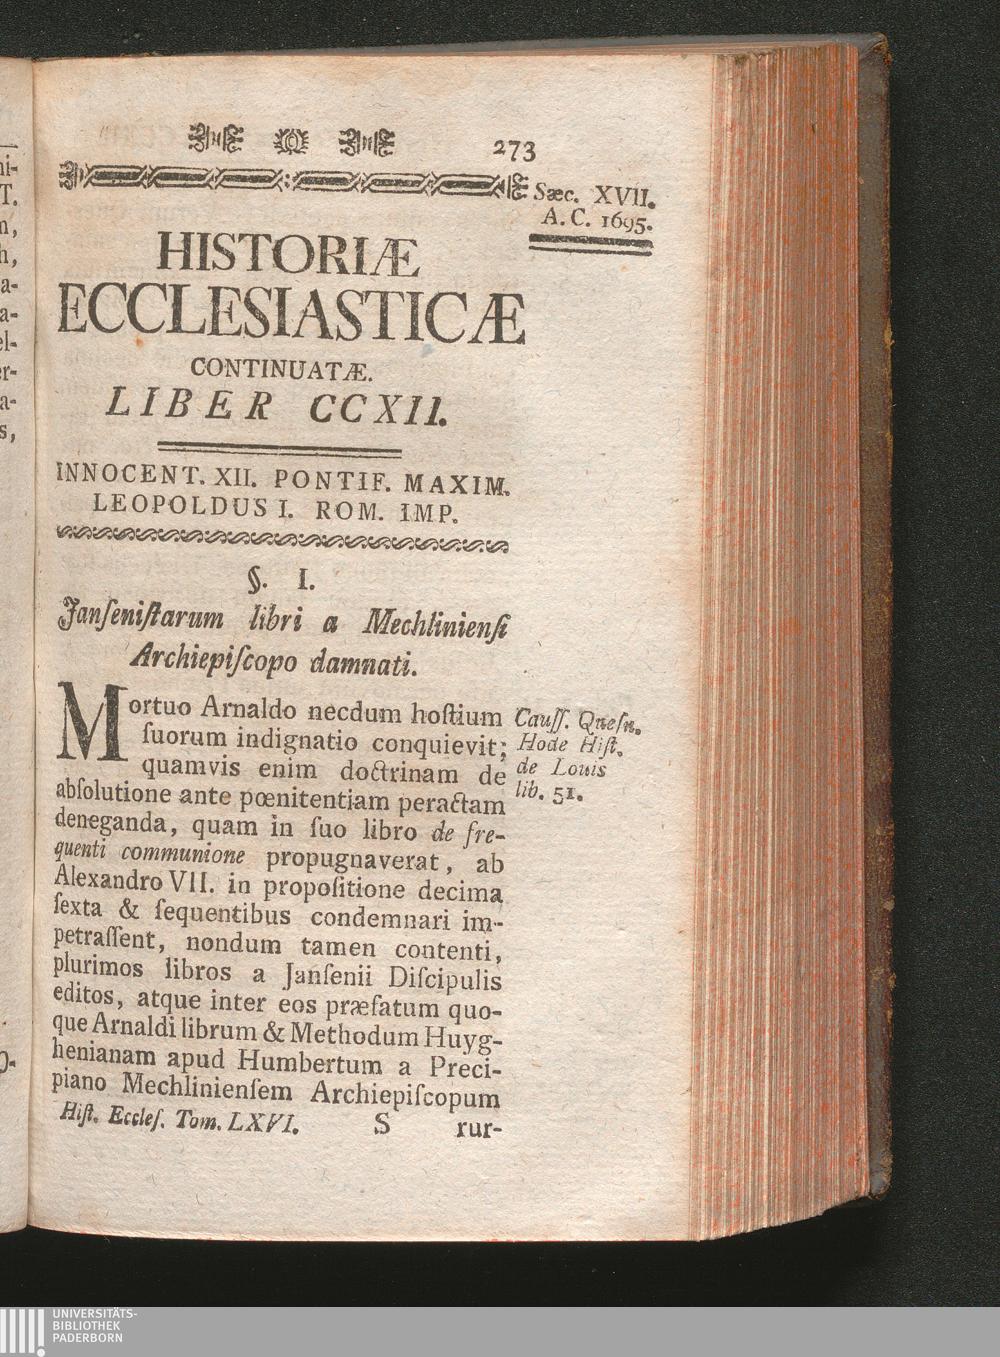 273
Sæc. XVII.
A. C. 1695.
HISTORIÆ
ECCLESIASTICÆ
CONTINUATÆ.
LIBER CCXII.
INNOCENT. XII. PONTIF. MAXIM.
LEOPOLDUS I. ROM. IMP.
§. I.
Janſeniſtarum libri a Mechlinienſi
Archiepiſcopo damnati.
Mortuo Arnaldo necdum hoſtium
ſuorum indignatio conquievit;
quamvis enim doctrinam de
abſolutione ante pœnitentiam peractam
deneganda, quam in ſuo libro de fre-
quenti communione propugnaverat, ab
Alexandro VII. in propoſitione decima
ſexta & ſequentibus condemnari im-
petraſſent, nondum tamen contenti,
plurimos libros a Janſenii Diſcipulis
editos, atque inter eos præfatum quo-
que Arnaldi librum & Methodum Huyg-
henianam apud Humbertum a Preci-
piano Mechlinienſem Archiepiſcopum
Cauſſ. Queſn.
Hode Hiſt.
de Louis
lib. 51.
Hiſt. Eccleſ. Tom. LXVI. S rur-
ni-
T.
n,
h,
a-
a-
el-
er-
a-
s,
UNIVERSITÄTS-
BIBLIOTHEK
PADERBORN